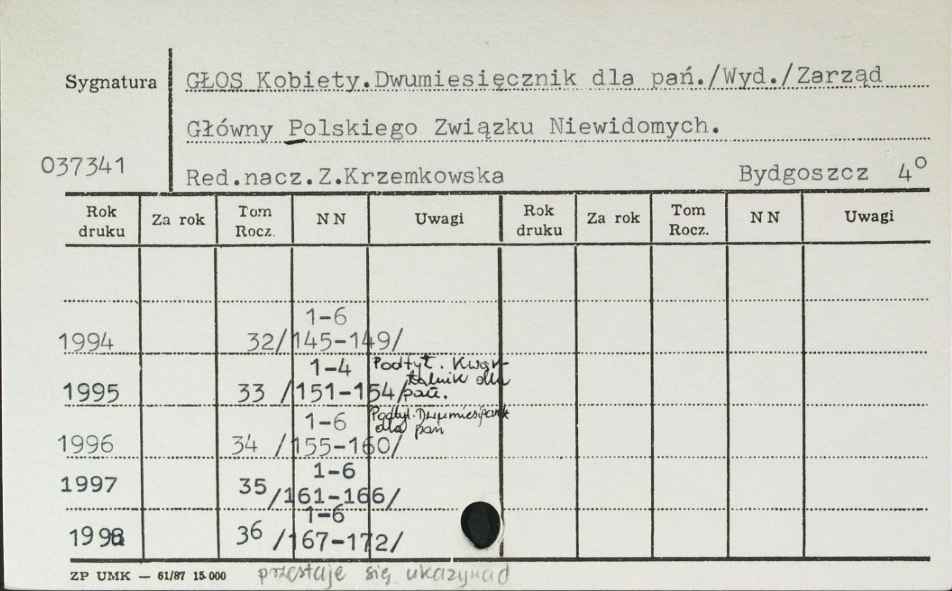 Sygnatura GŁOS Kobiety.Dwumiesięcznik dla pań./Wyd./Zarząd
Główny Polskiego Związku Niewidomych.
037341 Red.nacz.Z.Krzemkowska Bydgoszcz 4°
Rok druku Za rok Tom Rocz. NN Uwagi Rok druku Za rok Tom Rocz. NN Uwagi
1-6
1994 32/145-149/
1-4 Podtyt. Kwar-
talnik dla
1995 33 /151-154/ pań.
1-6 Podtyt. Dwumies.
dla pań
1996 34 /155-160/
1-6
1997 35 /161-166/
1-6
1998 36 /167-172/
ZP UMK — 61/87 15.000 przestaje się ukazywać